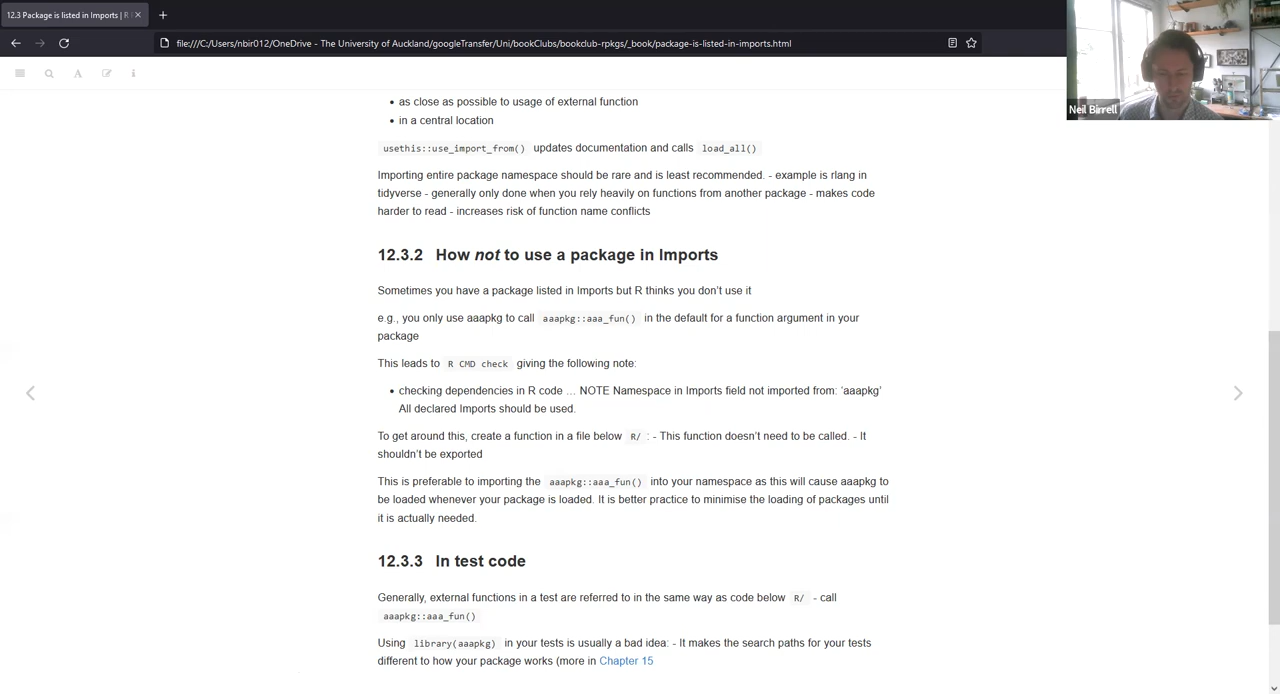 12.3 Package is listed in Imports | R
file:///C:/Users/nbir012/OneDrive - The University of Auckland/googleTransfer/Uni/bookClubs/bookclub-rpkgs/_book/package-is-listed-in-imports.html
Neil Birrell
• as close as possible to usage of external function
• in a central location
usethis::use_import_from() updates documentation and calls load_all()
Importing entire package namespace should be rare and is least recommended. - example is rlang in
tidyverse - generally only done when you rely heavily on functions from another package - makes code
harder to read - increases risk of function name conflicts
12.3.2 How not to use a package in Imports
Sometimes you have a package listed in Imports but R thinks you don’t use it
e.g., you only use aaapkg to call aaapkg::aaa_fun() in the default for a function argument in your
package
This leads to R CMD check giving the following note:
• checking dependencies in R code … NOTE Namespace in Imports field not imported from: ‘aaapkg’
All declared Imports should be used.
To get around this, create a function in a file below R/ : - This function doesn’t need to be called. - It
shouldn’t be exported
This is preferable to importing the aaapkg::aaa_fun() into your namespace as this will cause aaapkg to
be loaded whenever your package is loaded. It is better practice to minimise the loading of packages until
it is actually needed.
12.3.3 In test code
Generally, external functions in a test are referred to in the same way as code below R/ - call
aaapkg::aaa_fun()
Using library(aaapkg) in your tests is usually a bad idea: - It makes the search paths for your tests
different to how your package works (more in Chapter 15